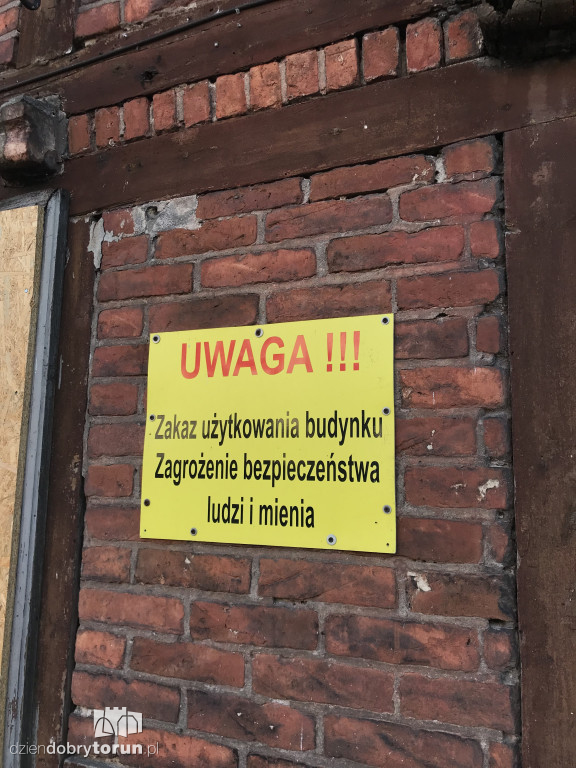 UWAGA !!!
Zakaz użytkowania budynku
Zagrożenie bezpieczeństwa
ludzi i mienia
dziendobrytorun.pl